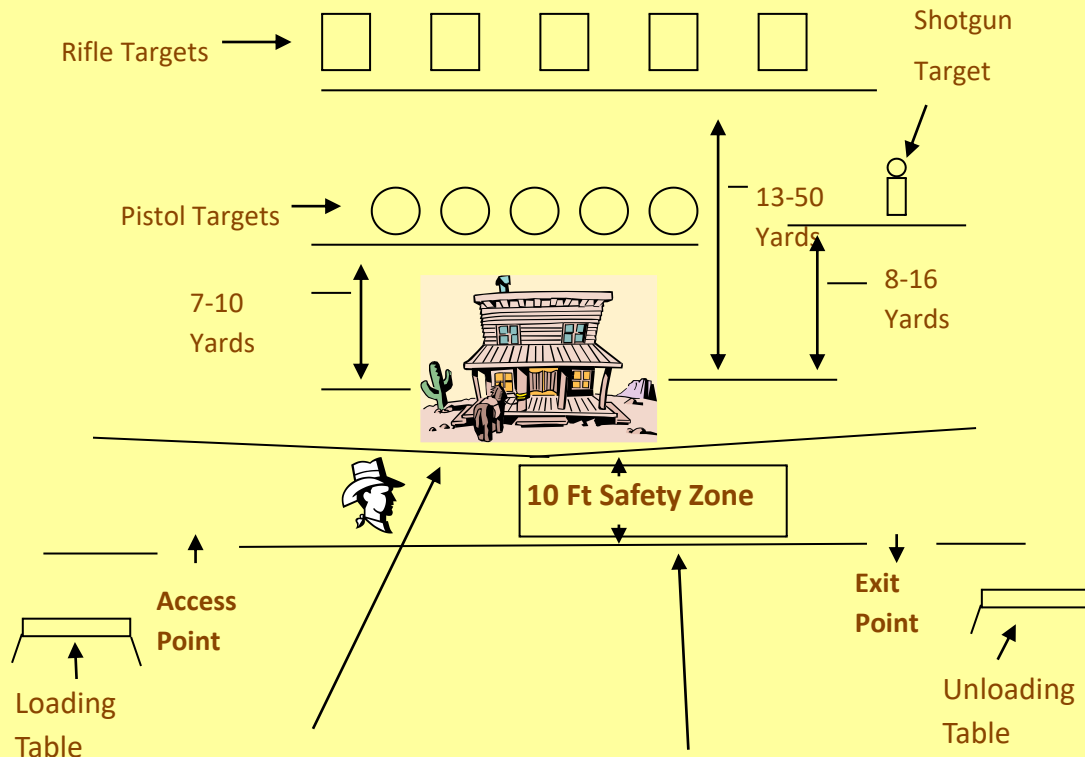 Shotgun
Target
Rifle Targets
Pistol Targets
13-50
Yards
7-10
Yards
8-16
Yards
10 Ft Safety Zone
Access
Point
Exit
Point
Loading
Table
Unloading
Table